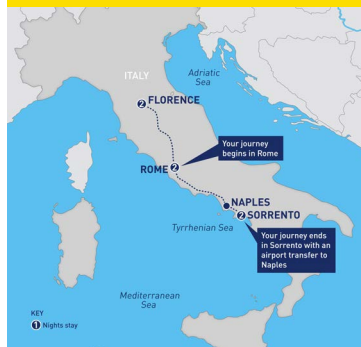 ITALY
Adriatic
Sea
2 FLORENCE
Your journey
begins in Rome
ROME 2
NAPLES
2 SORRENTO
Tyrrhenian Sea
Your journey ends
in Sorrento with an
airport transfer to
Naples
Mediterranean
Sea
KEY
1 Nights stay